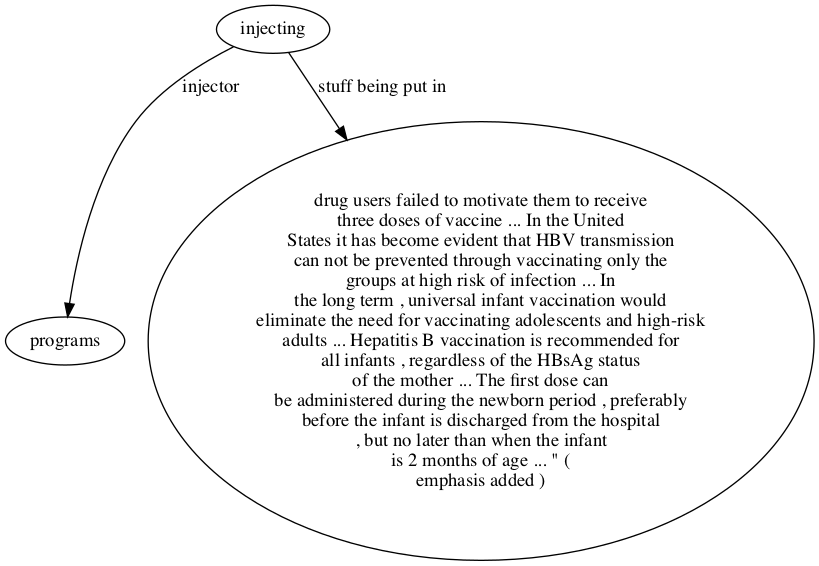 injecting
injector
stuff being put in
drug users failed to motivate them to receive
three doses of vaccine ... In the United
States it has become evident that HBV transmission
can not be prevented through vaccinating only the
groups at high risk of infection ... In
the long term , universal infant vaccination would
eliminate the need for vaccinating adolescents and high-risk
adults ... Hepatitis B vaccination is recommended for
all infants , regardless of the HBsAg status
of the mother ... The first dose can
be administered during the newborn period , preferably
before the infant is discharged from the hospital
, but no later than when the infant
is 2 months of age ... " (
emphasis added )
programs